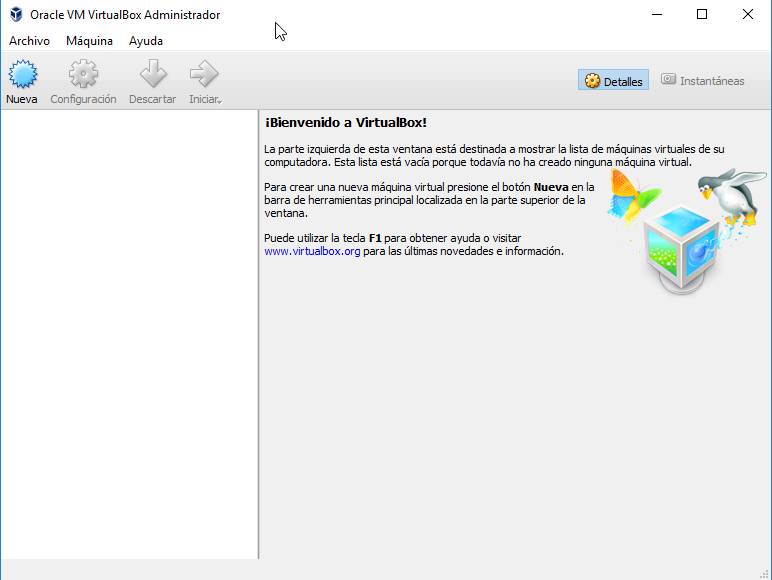 Oracle VM VirtualBox Administrador
Archivo Máquina Ayuda
Nueva Configuración Descartar Iniciar Detalles Instantáneas
¡Bienvenido a VirtualBox!
La parte izquierda de esta ventana está destinada a mostrar la lista de máquinas virtuales de su
computadora. Esta lista está vacía porque todavía no ha creado ninguna máquina virtual.
Para crear una nueva máquina virtual presione el botón Nueva en la
barra de herramientas principal localizada en la parte superior de la
ventana.
Puede utilizar la tecla F1 para obtener ayuda o visitar
www.virtualbox.org para las últimas novedades e información.